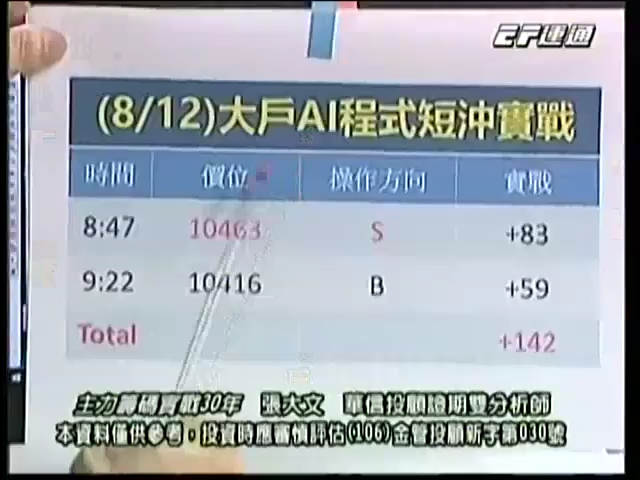 EF運通
(8/12)大戶AI程式短沖實戰
時間 價位 操作方向 實戰
8:47 10463 S +83
9:22 10416 B +59
Total +142
主力籌碼實戰30年 張大文 華信投顧證期雙分析師
本資料僅供參考，投資時應審慎評估(106)金管投顧新字第030號